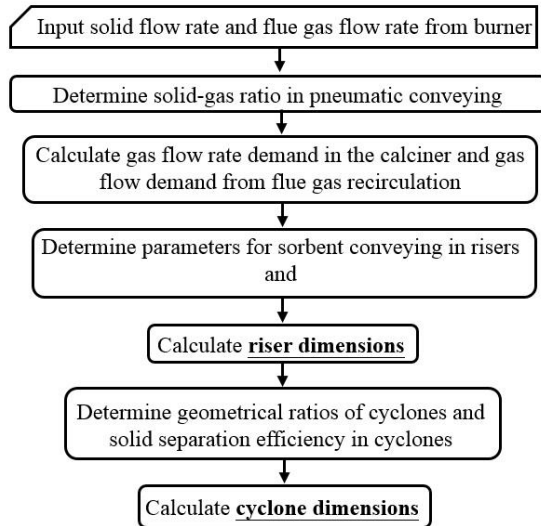 Input solid flow rate and flue gas flow rate from burner
Determine solid-gas ratio in pneumatic conveying
Calculate gas flow rate demand in the calciner and gas
flow demand from flue gas recirculation
Determine parameters for sorbent conveying in risers
and
Calculate riser dimensions
Determine geometrical ratios of cyclones and
solid separation efficiency in cyclones
Calculate cyclone dimensions